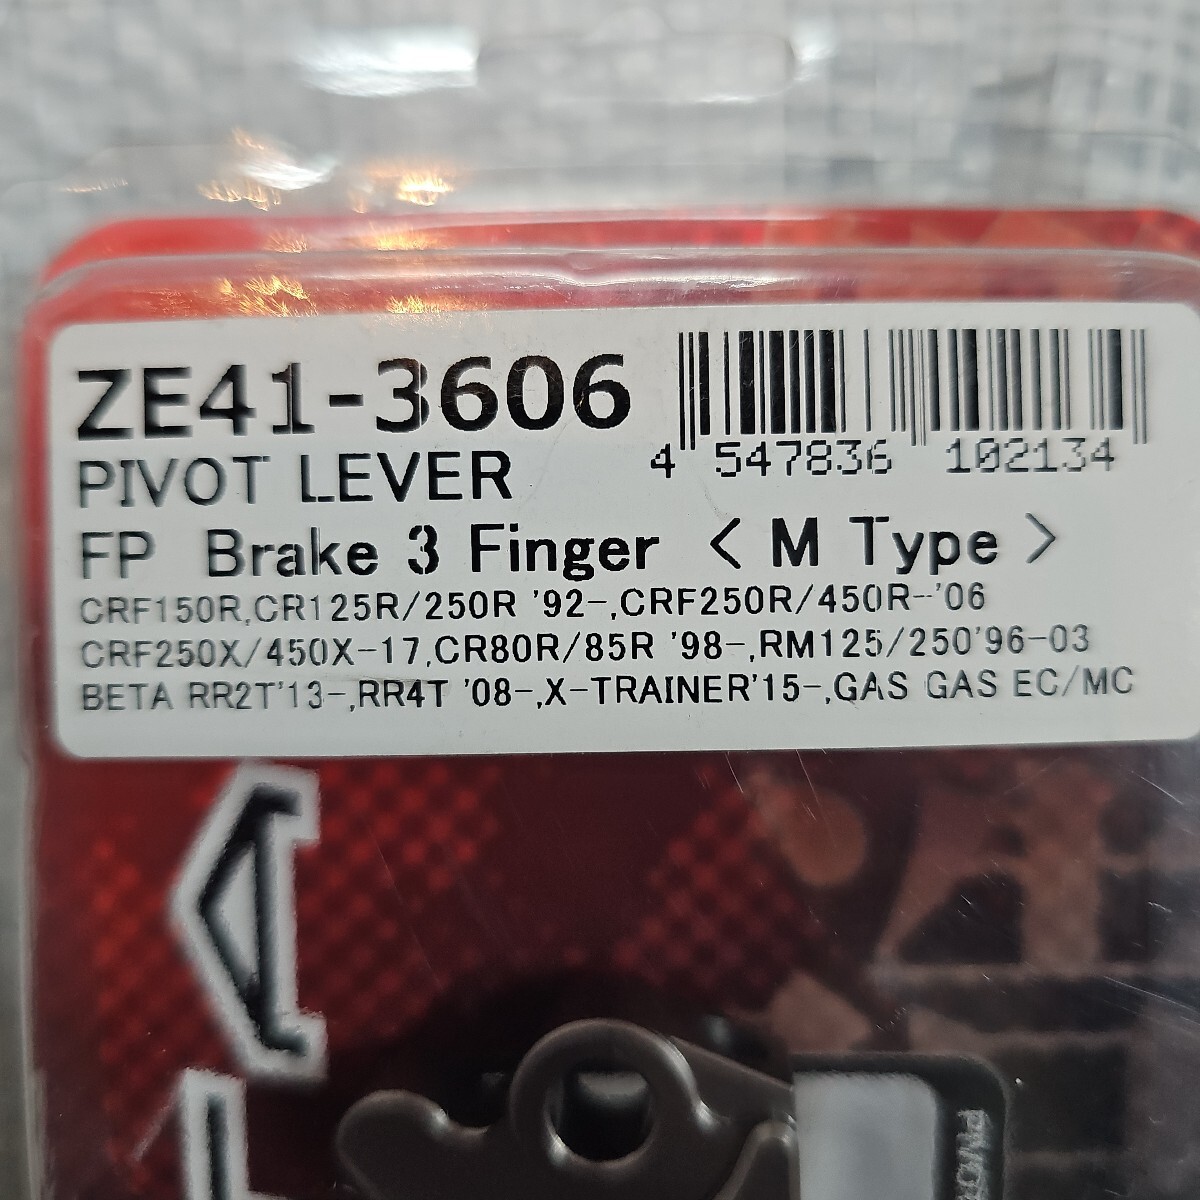 ZE41-3606
4 547836 102134
PIVOT LEVER
FP Brake 3 Finger < M Type >
CRF150R,CR125R/250R '92-,CRF250R/450R-'06
CRF250X/450X-17,CR80R/85R '98-,RM125/250'96-03
BETA RR2T'13-,RR4T '08-,X-TRAINER'15-,GAS GAS EC/MC